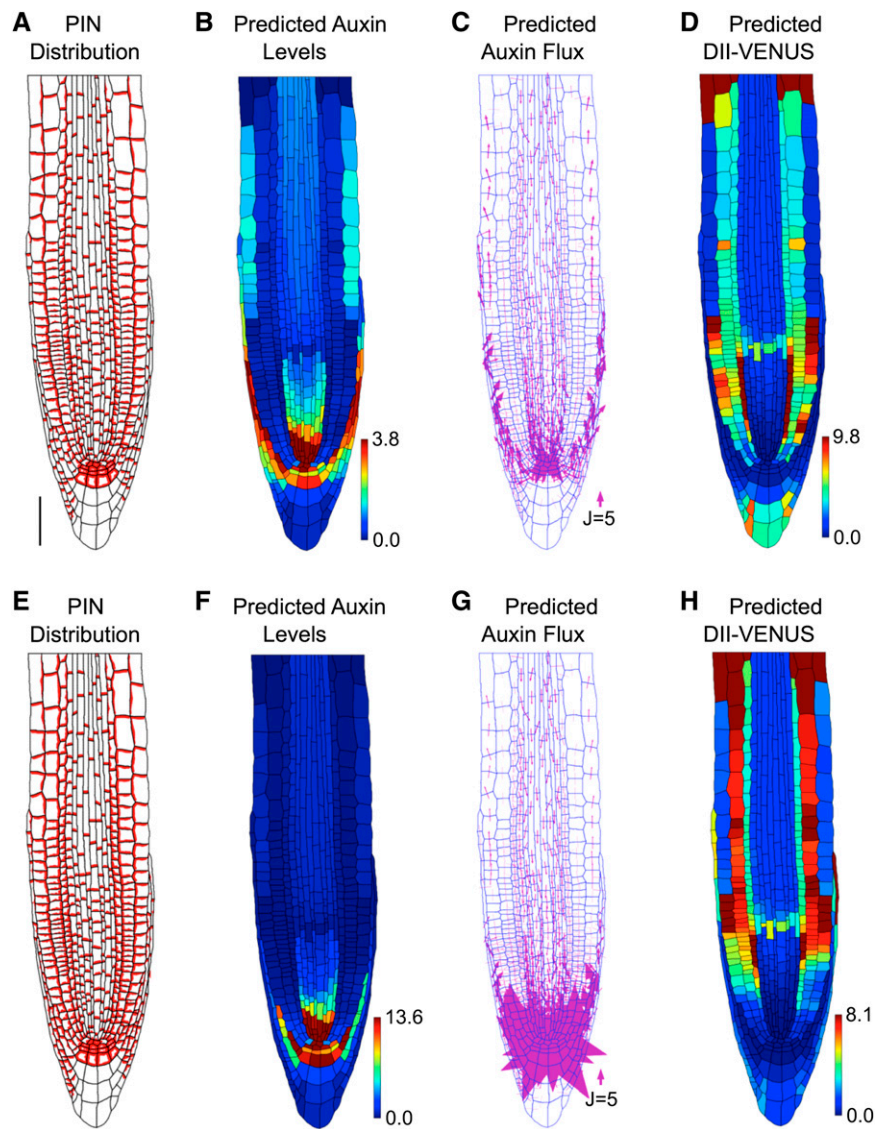 A PIN Distribution
B Predicted Auxin Levels
C Predicted Auxin Flux
D Predicted DII-VENUS
3.8
0.0
J=5
9.8
0.0
E PIN Distribution
F Predicted Auxin Levels
G Predicted Auxin Flux
H Predicted DII-VENUS
13.6
0.0
J=5
8.1
0.0